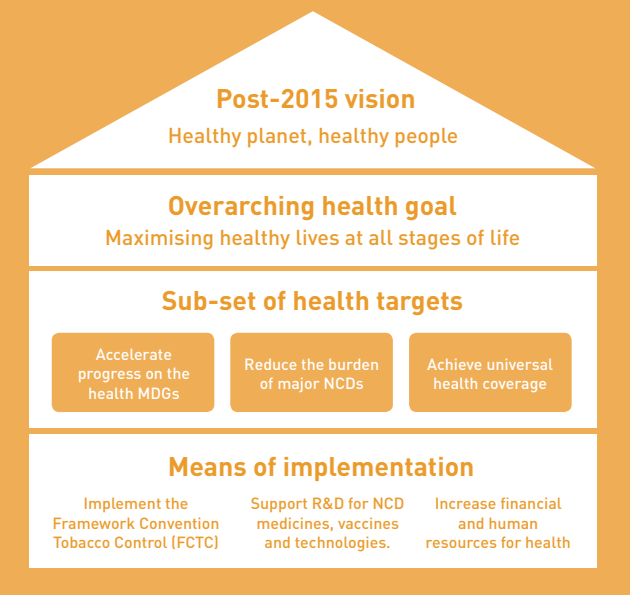 Post-2015 vision
Healthy planet, healthy people
Overarching health goal
Maximising healthy lives at all stages of life
Sub-set of health targets
Accelerate
progress on the
health MDGs
Reduce the burden
of major NCDs
Achieve universal
health coverage
Means of implementation
Implement the
Framework Convention
Tobacco Control (FCTC)
Support R&D for NCD
medicines, vaccines
and technologies.
Increase financial
and human
resources for health